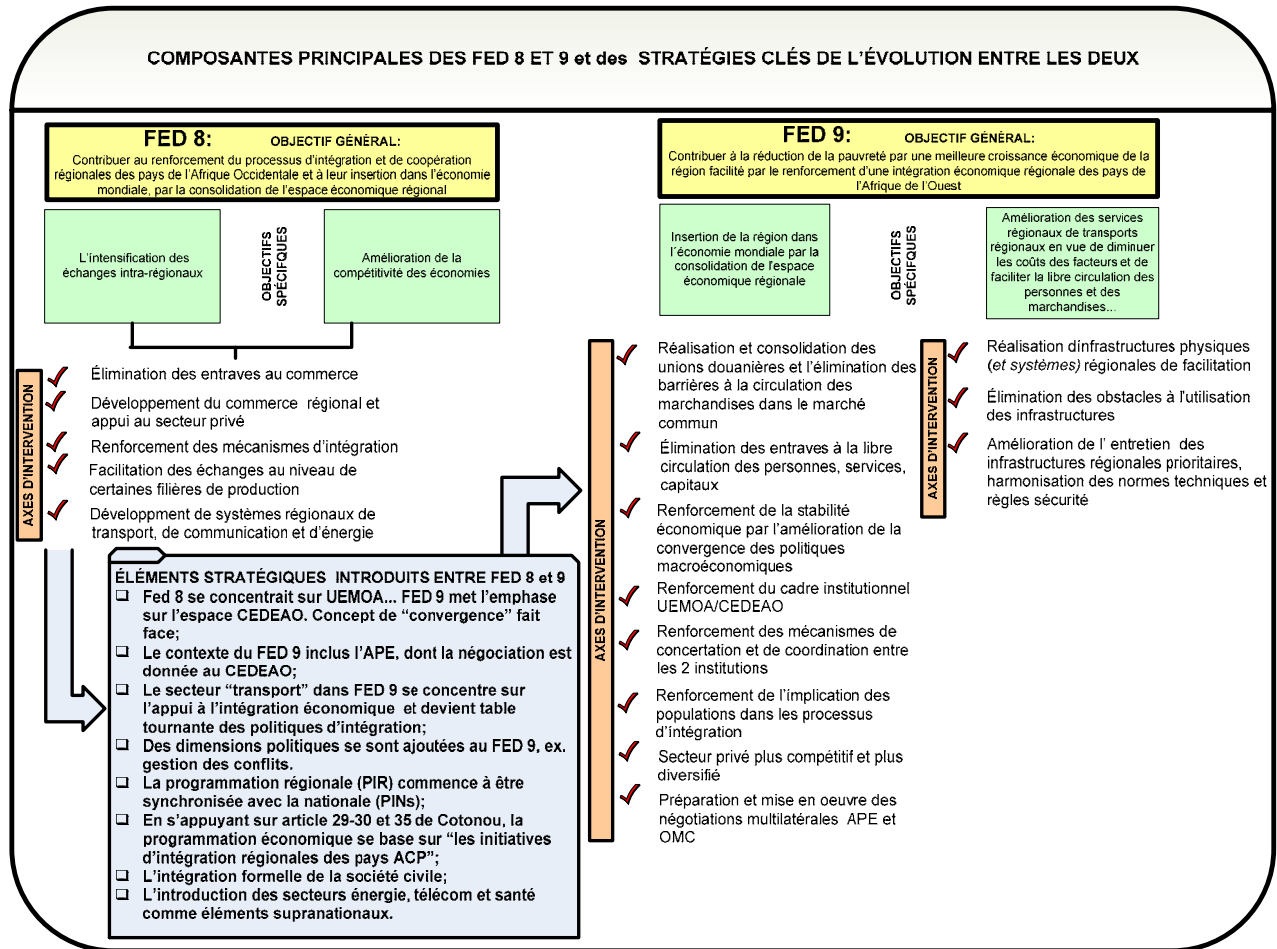 COMPOSANTES PRINCIPALES DES FED 8 ET 9 et des STRATÉGIES CLÉS DE L'ÉVOLUTION ENTRE LES DEUX
FED 8: OBJECTIF GÉNÉRAL:
Contribuer au renforcement du processus d'intégration et de coopération
régionales des pays de l'Afrique Occidentale et à leur insertion dans l'économie
mondiale, par la consolidation de l'espace économique régional
L'intensification des
échanges intra-régionaux
OBJECTIFS
SPÉCIFQUES
Amélioration de la
compétitivité des économies
AXES D'INTERVENTION
Élimination des entraves au commerce
Développement du commerce régional et
appui au secteur privé
Renforcement des mécanismes d'intégration
Facilitation des échanges au niveau de
certaines filières de production
Développment de systèmes régionaux de
transport, de communication et d'énergie
ÉLÉMENTS STRATÉGIQUES INTRODUITS ENTRE FED 8 et 9
Fed 8 se concentrait sur UEMOA... FED 9 met l'emphase
sur l'espace CEDEAO. Concept de "convergence" fait
face;
Le contexte du FED 9 inclus l'APE, dont la négociation est
donnée au CEDEAO;
Le secteur "transport" dans FED 9 se concentre sur
l'appui à l'intégration économique et devient table
tournante des politiques d'intégration;
Des dimensions politiques se sont ajoutées au FED 9, ex.
gestion des conflits.
La programmation régionale (PIR) commence à être
synchronisée avec la nationale (PINs);
En s'appuyant sur article 29-30 et 35 de Cotonou, la
programmation économique se base sur "les initiatives
d'intégration régionales des pays ACP";
L'intégration formelle de la société civile;
L'introduction des secteurs énergie, télécom et santé
comme éléments supranationaux.
FED 9: OBJECTIF GÉNÉRAL:
Contribuer à la réduction de la pauvreté par une meilleure croissance économique de la
région facilité par le renforcement d'une intégration économique régionale des pays de
l'Afrique de l'Ouest
Insertion de la région dans
l'économie mondiale par la
consolidation de l'espace
économique régionale
OBJECTIFS
SPÉCIFQUES
Amélioration des services
régionaux de transports
régionaux en vue de diminuer
les coûts des facteurs et de
faciliter la libre circulation des
personnes et des
marchandises...
AXES D'INTERVENTION
Réalisation et consolidation des
unions douanières et l'élimination des
barrières à la circulation des
marchandises dans le marché
commun
Élimination des entraves à la libre
circulation des personnes, services,
capitaux
Renforcement de la stabilité
économique par l'amélioration de la
convergence des politiques
macroéconomiques
Renforcement du cadre institutionnel
UEMOA/CEDEAO
Renforcement des mécanismes de
concertation et de coordination entre
les 2 institutions
Renforcement de l'implication des
populations dans les processus
d'intégration
Secteur privé plus compétitif et plus
diversifié
Préparation et mise en oeuvre des
négotiations multilatérales APE et
OMC
AXES D'INTERVENTION
Réalisation dinfrastructures physiques
(et systèmes) régionales de facilitation
Élimination des obstacles à l'utilisation
des infrastructures
Amélioration de l' entretien des
infrastructures régionales prioritaires,
harmonisation des normes techniques et
règles sécurité